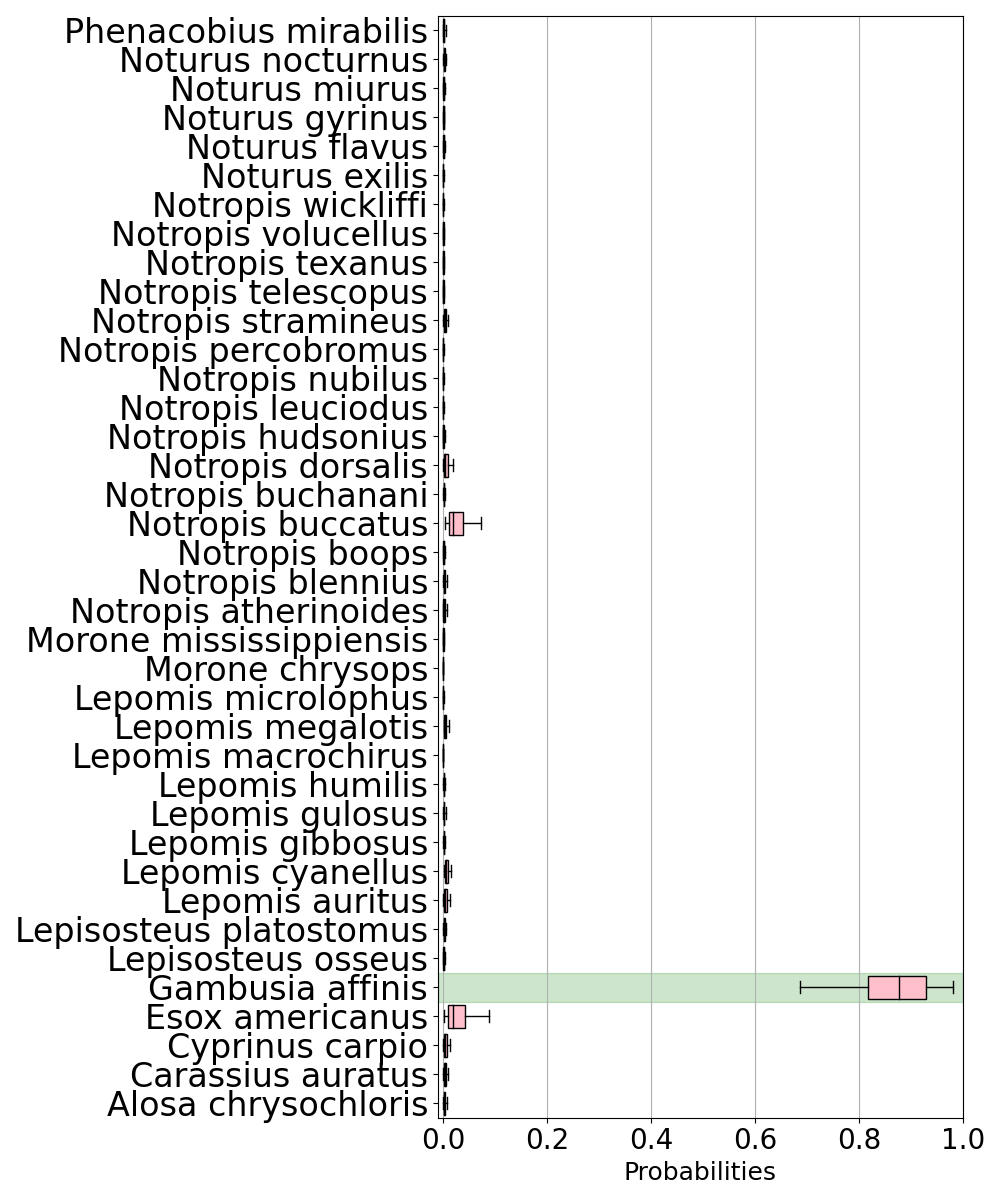 Phenacobius mirabilis
Noturus nocturnus
Noturus miurus
Noturus gyrinus
Noturus flavus
Noturus exilis
Notropis wickliffi
Notropis volucellus
Notropis texanus
Notropis telescopus
Notropis stramineus
Notropis percobromus
Notropis nubilus
Notropis leuciodus
Notropis hudsonius
Notropis dorsalis
Notropis buchanani
Notropis buccatus
Notropis boops
Notropis blennius
Notropis atherinoides
Morone mississippiensis
Morone chrysops
Lepomis microlophus
Lepomis megalotis
Lepomis macrochirus
Lepomis humilis
Lepomis gulosus
Lepomis gibbosus
Lepomis cyanellus
Lepomis auritus
Lepisosteus platostomus
Lepisosteus osseus
Gambusia affinis
Esox americanus
Cyprinus carpio
Carassius auratus
Alosa chrysochloris
0.0 0.2 0.4 0.6 0.8 1.0
Probabilities